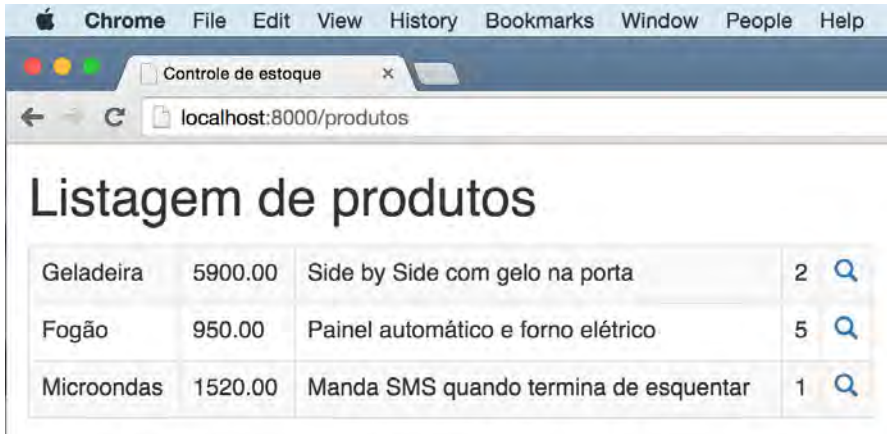 Chrome File Edit View History Bookmarks Window People Help
Controle de estoque ×
localhost:8000/produtos
Listagem de produtos
Geladeira 5900.00 Side by Side com gelo na porta 2
Fogão 950.00 Painel automático e forno elétrico 5
Microondas 1520.00 Manda SMS quando termina de esquentar 1